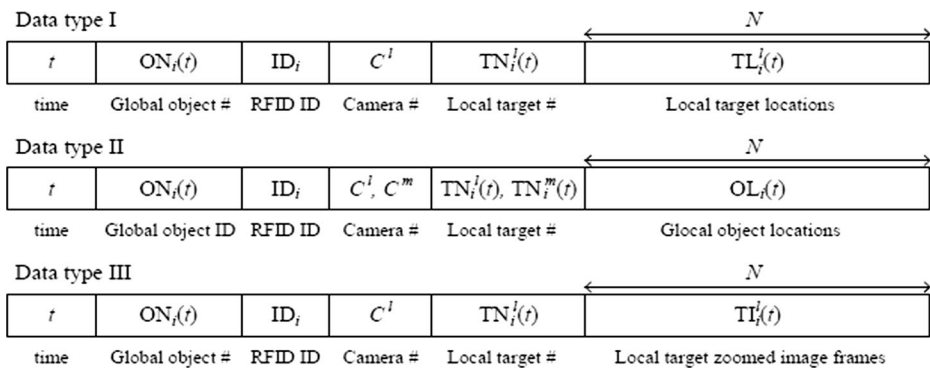 Data type I
N
t ON_i(t) ID_i C^l TN_i^l(t) TL_i^l(t)
time Global object # RFID ID Camera # Local target # Local target locations
Data type II
N
t ON_i(t) ID_i C^l, C^m TN_i^l(t), TN_i^m(t) OL_i(t)
time Global object ID RFID ID Camera # Local target # Glocal object locations
Data type III
N
t ON_i(t) ID_i C^l TN_i^l(t) TI_i^l(t)
time Global object # RFID ID Camera # Local target # Local target zoomed image frames